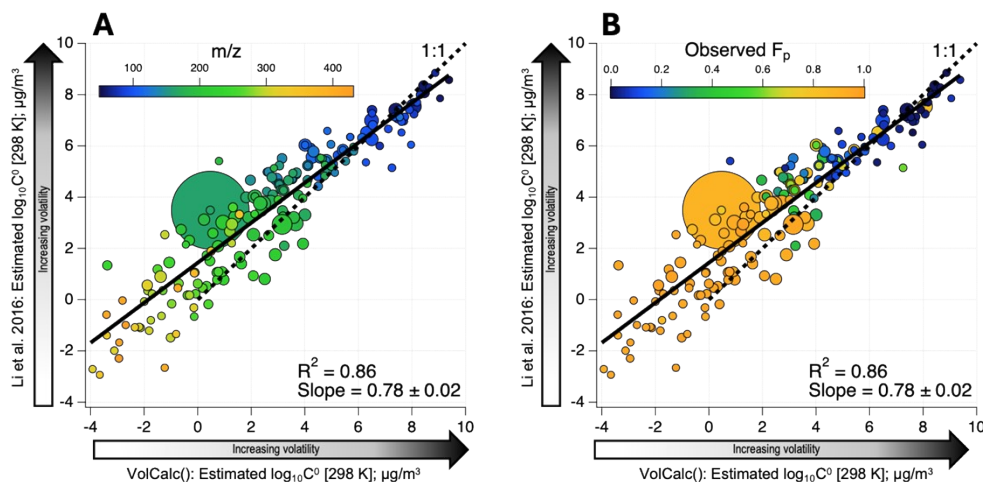 A
m/z
100 200 300 400
1:1
10
8
6
4
2
0
-2
-4
Li et al. 2016: Estimated log₁₀C⁰ [298 K]; µg/m³
Increasing volatility
R² = 0.86
Slope = 0.78 ± 0.02
-4 -2 0 2 4 6 8 10
Increasing volatility
VolCalc(): Estimated log₁₀C⁰ [298 K]; µg/m³
B
Observed Fₚ
0.0 0.2 0.4 0.6 0.8 1.0
1:1
10
8
6
4
2
0
-2
-4
Li et al. 2016: Estimated log₁₀C⁰ [298 K]; µg/m³
Increasing volatility
R² = 0.86
Slope = 0.78 ± 0.02
-4 -2 0 2 4 6 8 10
Increasing volatility
VolCalc(): Estimated log₁₀C⁰ [298 K]; µg/m³